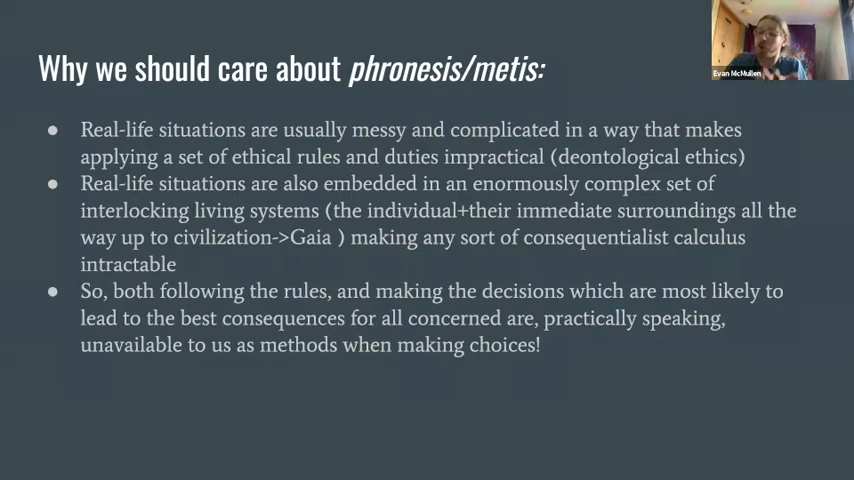 Why we should care about phronesis/metis:
Evan McMullen
● Real-life situations are usually messy and complicated in a way that makes
applying a set of ethical rules and duties impractical (deontological ethics)
● Real-life situations are also embedded in an enormously complex set of
interlocking living systems (the individual+their immediate surroundings all the
way up to civilization->Gaia ) making any sort of consequentialist calculus
intractable
● So, both following the rules, and making the decisions which are most likely to
lead to the best consequences for all concerned are, practically speaking,
unavailable to us as methods when making choices!